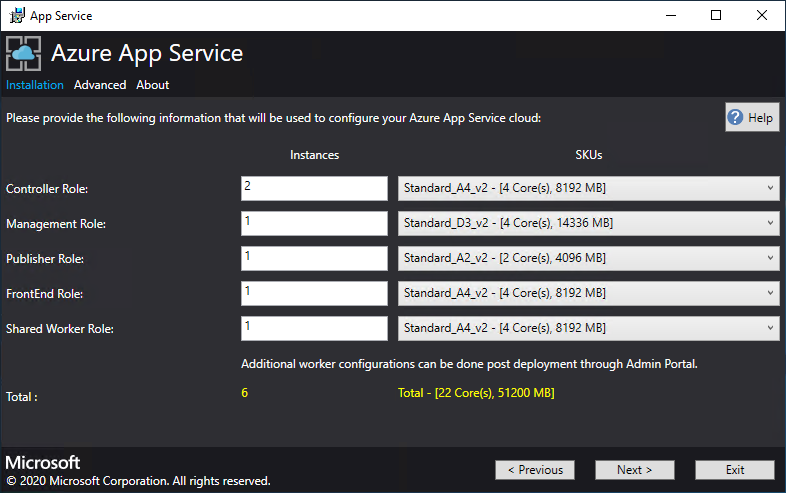 App Service
Azure App Service
Installation Advanced About
Please provide the following information that will be used to configure your Azure App Service cloud:
? Help
Instances SKUs
Controller Role: 2 Standard_A4_v2 - [4 Core(s), 8192 MB]
Management Role: 1 Standard_D3_v2 - [4 Core(s), 14336 MB]
Publisher Role: 1 Standard_A2_v2 - [2 Core(s), 4096 MB]
FrontEnd Role: 1 Standard_A4_v2 - [4 Core(s), 8192 MB]
Shared Worker Role: 1 Standard_A4_v2 - [4 Core(s), 8192 MB]
Additional worker configurations can be done post deployment through Admin Portal.
Total : 6 Total - [22 Core(s), 51200 MB]
Microsoft
© 2020 Microsoft Corporation. All rights reserved.
< Previous Next > Exit